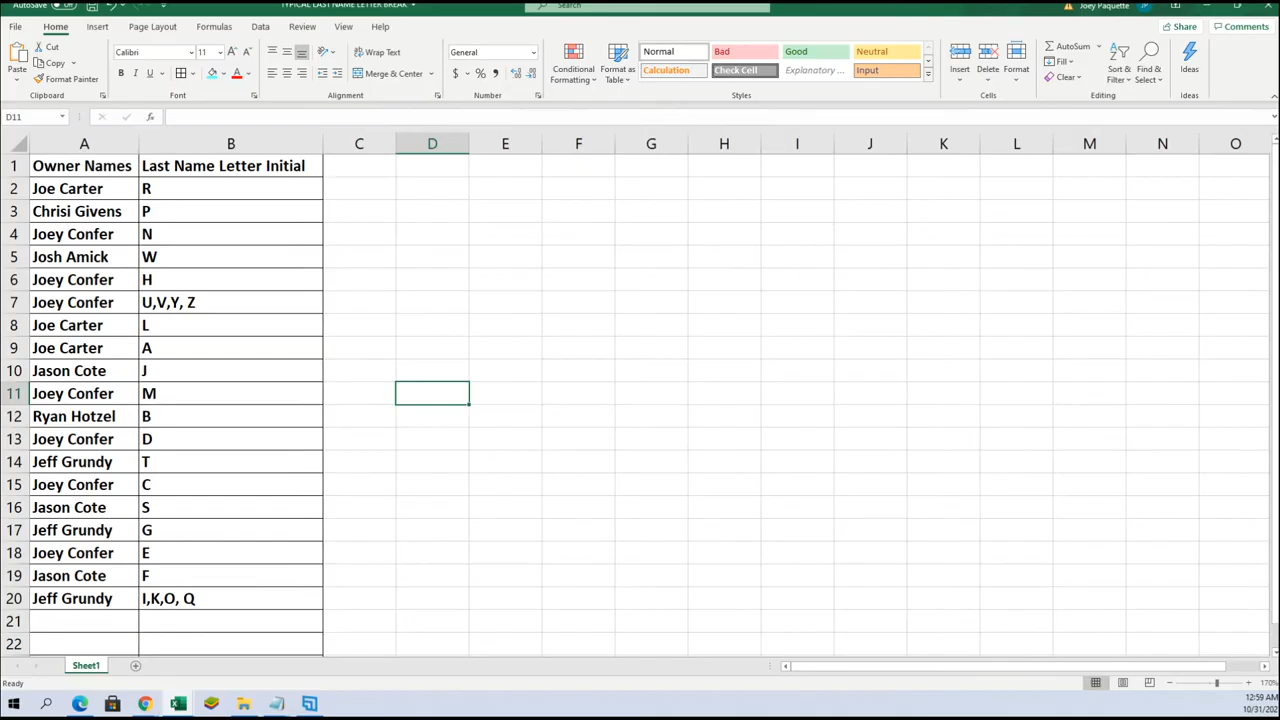 AutoSave Off TYPICAL LAST NAME LETTER BREAK Search Joey Paquette
File Home Insert Page Layout Formulas Data Review View Help Share Comments
Paste Cut Copy Format Painter Clipboard
Calibri 11 A A B I U A Font
Wrap Text Merge & Center Alignment
General $ % , Number
Conditional Formatting Format as Table
Normal Bad Good Neutral
Calculation Check Cell Explanatory ... Input
Styles
Insert Delete Format Cells
AutoSum Fill Clear Sort & Filter Find & Select Editing
Ideas Ideas
D11 fx
A B C D E F G H I J K L M N O
1 Owner Names Last Name Letter Initial
2 Joe Carter R
3 Chrisi Givens P
4 Joey Confer N
5 Josh Amick W
6 Joey Confer H
7 Joey Confer U,V,Y, Z
8 Joe Carter L
9 Joe Carter A
10 Jason Cote J
11 Joey Confer M
12 Ryan Hotzel B
13 Joey Confer D
14 Jeff Grundy T
15 Joey Confer C
16 Jason Cote S
17 Jeff Grundy G
18 Joey Confer E
19 Jason Cote F
20 Jeff Grundy I,K,O, Q
21
22
Sheet1
Ready 170%
12:59 AM
10/31/202